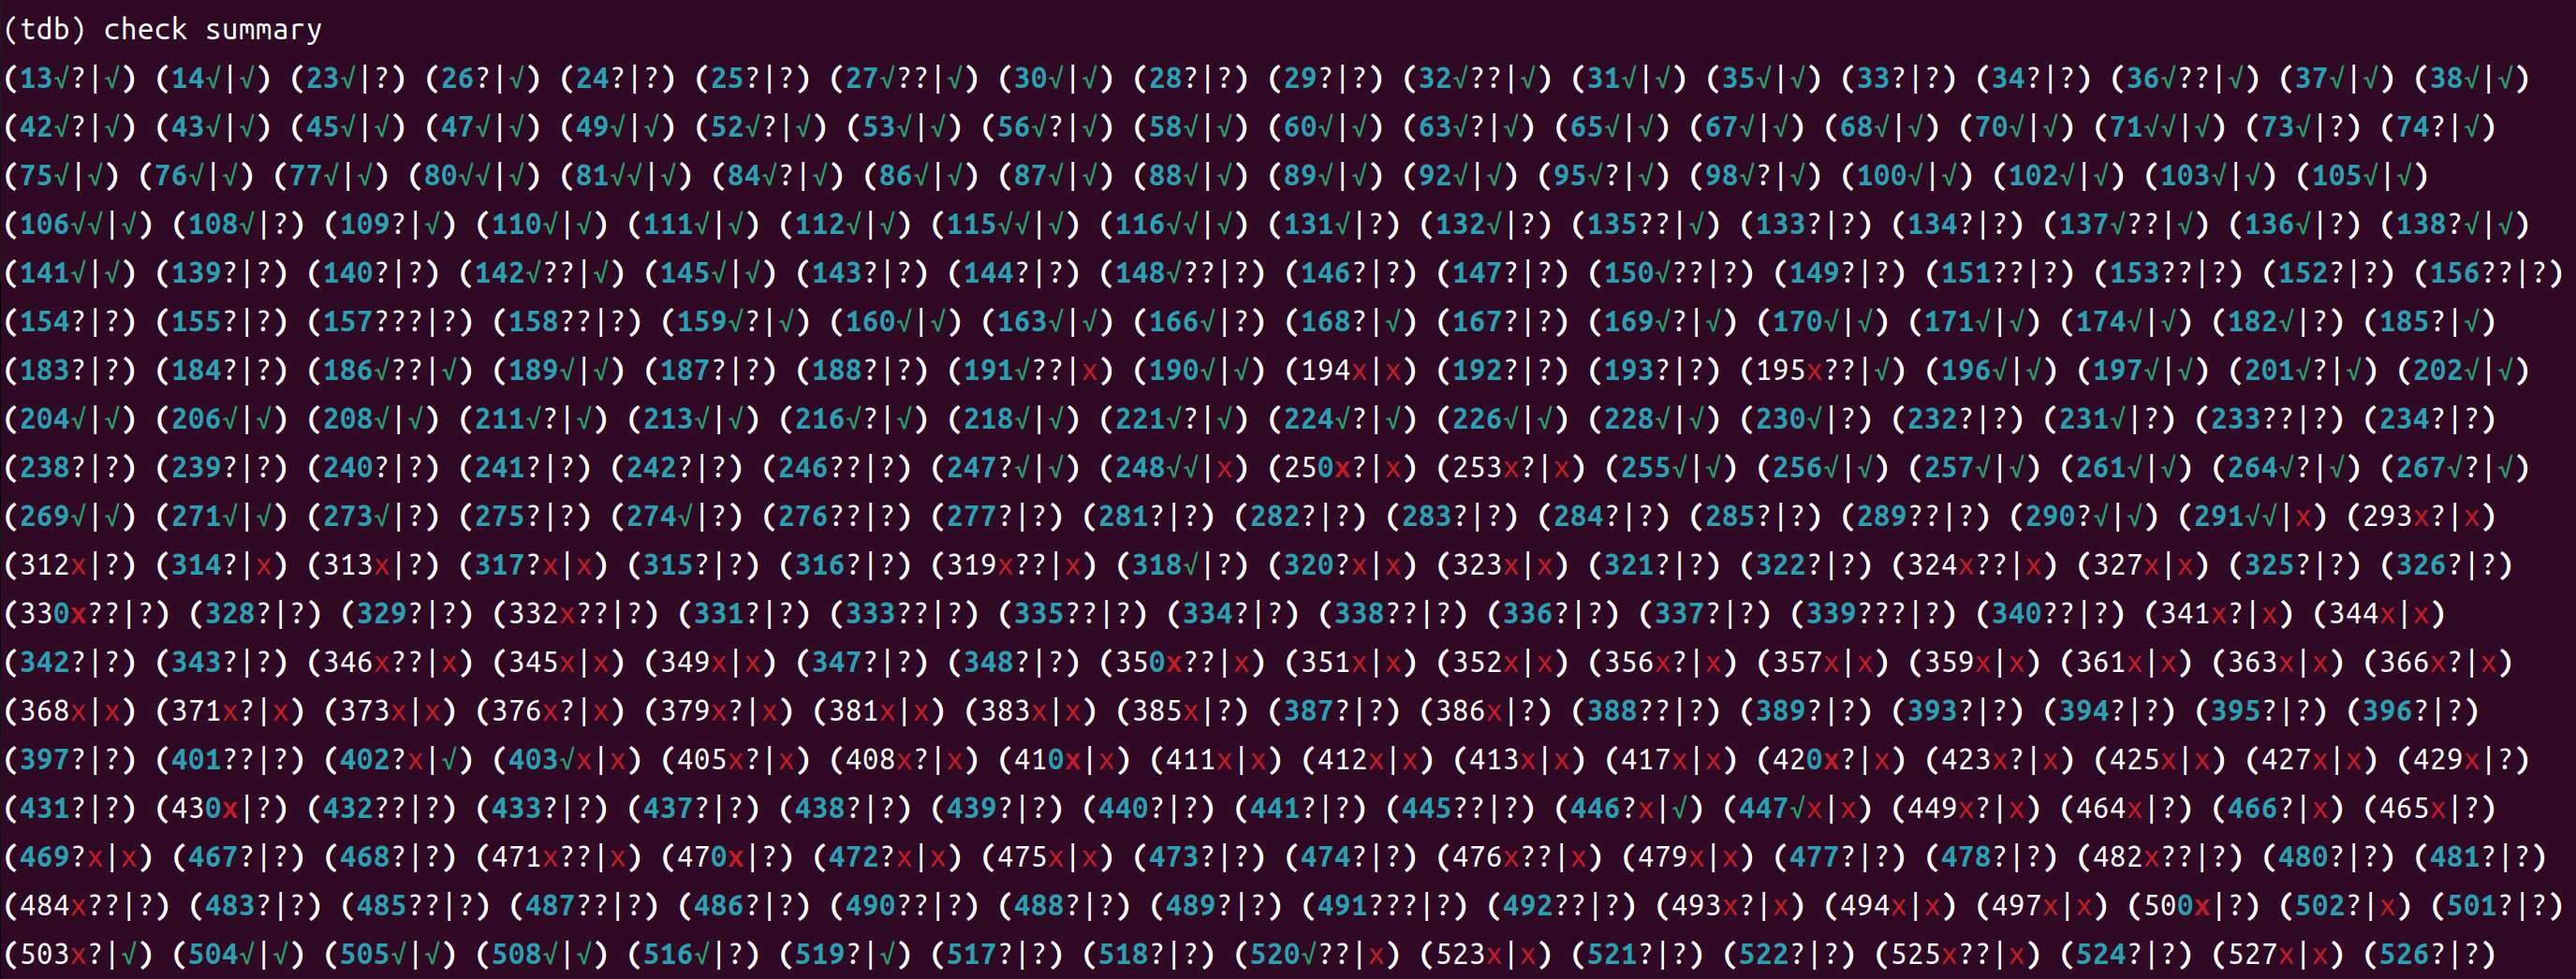 (tdb) check summary
(13√?|√) (14√|√) (23√|?) (26?|√) (24?|?) (25?|?) (27√??|√) (30√|√) (28?|?) (29?|?) (32√??|√) (31√|√) (35√|√) (33?|?) (34?|?) (36√??|√) (37√|√) (38√|√)
(42√?|√) (43√|√) (45√|√) (47√|√) (49√|√) (52√?|√) (53√|√) (56√?|√) (58√|√) (60√|√) (63√?|√) (65√|√) (67√|√) (68√|√) (70√|√) (71√√|√) (73√|?) (74?|√)
(75√|√) (76√|√) (77√|√) (80√√|√) (81√√|√) (84√?|√) (86√|√) (87√|√) (88√|√) (89√|√) (92√|√) (95√?|√) (98√?|√) (100√|√) (102√|√) (103√|√) (105√|√)
(106√√|√) (108√|?) (109?|√) (110√|√) (111√|√) (112√|√) (115√√|√) (116√√|√) (131√|?) (132√|?) (135??|√) (133?|?) (134?|?) (137√??|√) (136√|?) (138?√|√)
(141√|√) (139?|?) (140?|?) (142√??|√) (145√|√) (143?|?) (144?|?) (148√??|?) (146?|?) (147?|?) (150√??|?) (149?|?) (151??|?) (153??|?) (152?|?) (156??|?)
(154?|?) (155?|?) (157???|?) (158??|?) (159√?|√) (160√|√) (163√|√) (166√|?) (168?|√) (167?|?) (169√?|√) (170√|√) (171√|√) (174√|√) (182√|?) (185?|√)
(183?|?) (184?|?) (186√??|√) (189√|√) (187?|?) (188?|?) (191√??|x) (190√|√) (194x|x) (192?|?) (193?|?) (195x??|√) (196√|√) (197√|√) (201√?|√) (202√|√)
(204√|√) (206√|√) (208√|√) (211√?|√) (213√|√) (216√?|√) (218√|√) (221√?|√) (224√?|√) (226√|√) (228√|√) (230√|?) (232?|?) (231√|?) (233??|?) (234?|?)
(238?|?) (239?|?) (240?|?) (241?|?) (242?|?) (246??|?) (247?√|√) (248√√|x) (250x?|x) (253x?|x) (255√|√) (256√|√) (257√|√) (261√|√) (264√?|√) (267√?|√)
(269√|√) (271√|√) (273√|?) (275?|?) (274√|?) (276??|?) (277?|?) (281?|?) (282?|?) (283?|?) (284?|?) (285?|?) (289??|?) (290?√|√) (291√√|x) (293x?|x)
(312x|?) (314?|x) (313x|?) (317?x|x) (315?|?) (316?|?) (319x??|x) (318√|?) (320?x|x) (323x|x) (321?|?) (322?|?) (324x??|x) (327x|x) (325?|?) (326?|?)
(330x??|?) (328?|?) (329?|?) (332x??|?) (331?|?) (333??|?) (335??|?) (334?|?) (338??|?) (336?|?) (337?|?) (339???|?) (340??|?) (341x?|x) (344x|x)
(342?|?) (343?|?) (346x??|x) (345x|x) (349x|x) (347?|?) (348?|?) (350x??|x) (351x|x) (352x|x) (356x?|x) (357x|x) (359x|x) (361x|x) (363x|x) (366x?|x)
(368x|x) (371x?|x) (373x|x) (376x?|x) (379x?|x) (381x|x) (383x|x) (385x|?) (387?|?) (386x|?) (388??|?) (389?|?) (393?|?) (394?|?) (395?|?) (396?|?)
(397?|?) (401??|?) (402?x|√) (403√x|x) (405x?|x) (408x?|x) (410x|x) (411x|x) (412x|x) (413x|x) (417x|x) (420x?|x) (423x?|x) (425x|x) (427x|x) (429x|?)
(431?|?) (430x|?) (432??|?) (433?|?) (437?|?) (438?|?) (439?|?) (440?|?) (441?|?) (445??|?) (446?x|√) (447√x|x) (449x?|x) (464x|?) (466?|x) (465x|?)
(469?x|x) (467?|?) (468?|?) (471x??|x) (470x|?) (472?x|x) (475x|x) (473?|?) (474?|?) (476x??|x) (479x|x) (477?|?) (478?|?) (482x??|?) (480?|?) (481?|?)
(484x??|?) (483?|?) (485??|?) (487??|?) (486?|?) (490??|?) (488?|?) (489?|?) (491???|?) (492??|?) (493x?|x) (494x|x) (497x|x) (500x|?) (502?|x) (501?|?)
(503x?|√) (504√|√) (505√|√) (508√|√) (516√|?) (519?|√) (517?|?) (518?|?) (520√??|x) (523x|x) (521?|?) (522?|?) (525x??|x) (524?|?) (527x|x) (526?|?)